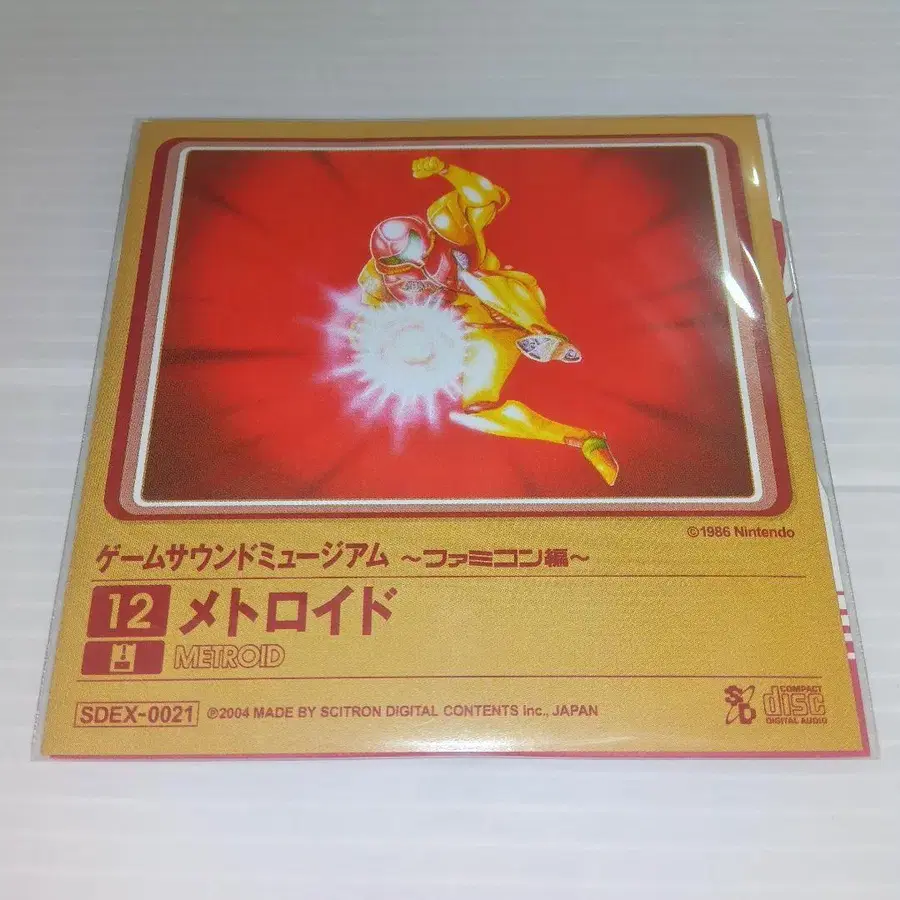 ©1986 Nintendo
ゲームサウンドミュージアム 〜ファミコン編〜
12 メトロイド
METROID
SDEX-0021 ℗2004 MADE BY SCITRON DIGITAL CONTENTS inc., JAPAN
SD
COMPACT
disc
DIGITAL AUDIO